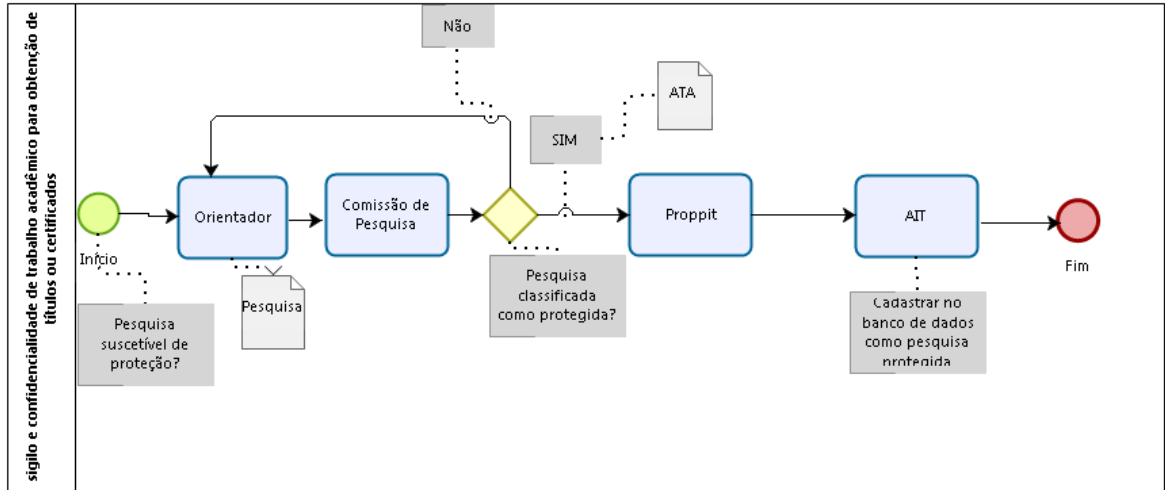 sigilo e confidencialidade de trabalho acadêmico para obtenção de
títulos ou certificados
Não
ATA
SIM
Início
Orientador
Comissão de
Pesquisa
Proppit
AIT
Fim
Pesquisa
suscetível de
proteção?
Pesquisa
Pesquisa
classificada
como protegida?
Cadastrar no
banco de dados
como pesquisa
protegida